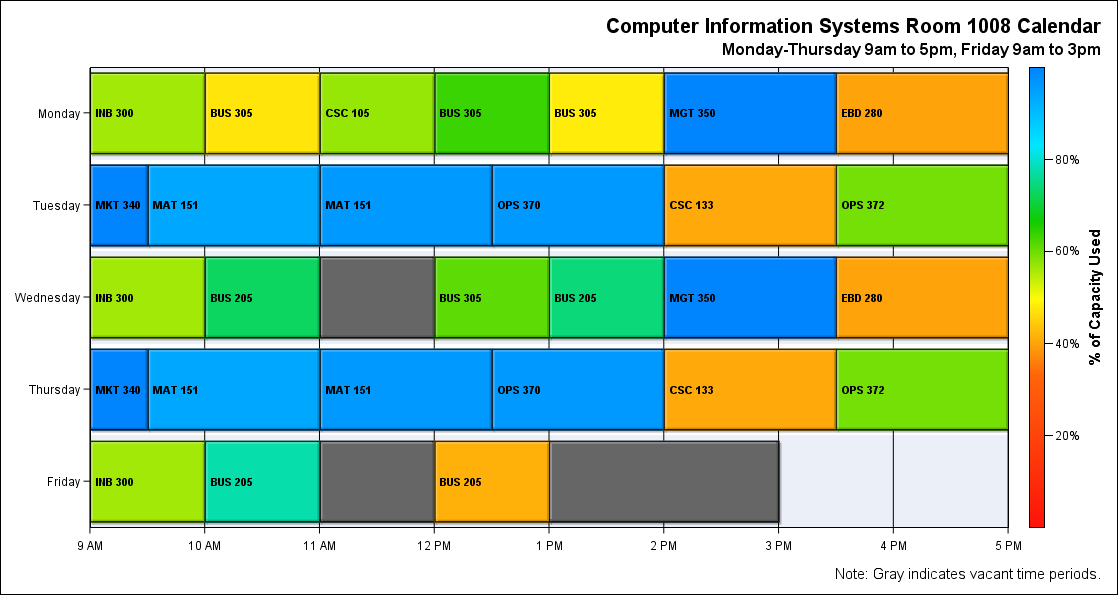 Computer Information Systems Room 1008 Calendar
Monday-Thursday 9am to 5pm, Friday 9am to 3pm
Monday
INB 300
BUS 305
CSC 105
BUS 305
BUS 305
MGT 350
EBD 280
Tuesday
MKT 340
MAT 151
MAT 151
OPS 370
CSC 133
OPS 372
Wednesday
INB 300
BUS 205
BUS 305
BUS 205
MGT 350
EBD 280
Thursday
MKT 340
MAT 151
MAT 151
OPS 370
CSC 133
OPS 372
Friday
INB 300
BUS 205
BUS 205
9 AM
10 AM
11 AM
12 PM
1 PM
2 PM
3 PM
4 PM
5 PM
80%
60%
40%
20%
% of Capacity Used
Note: Gray indicates vacant time periods.